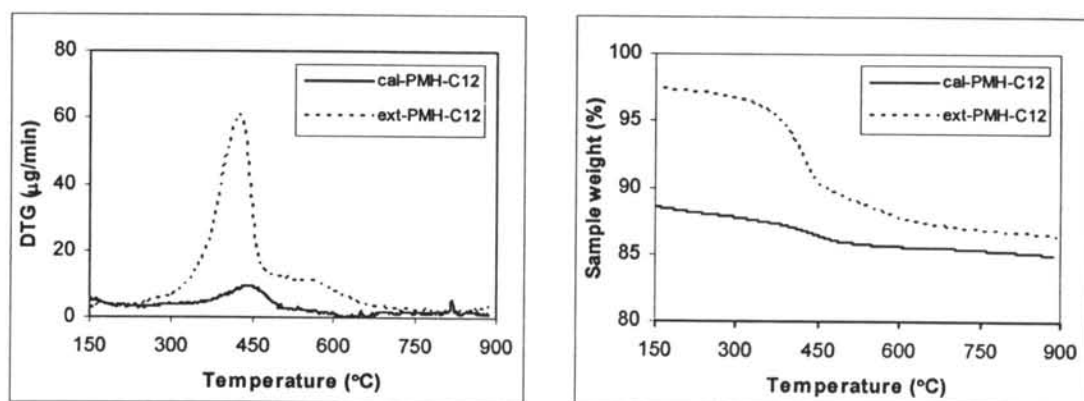 80
60
40
20
0
DTG (µg/min)
cal-PMH-C12
ext-PMH-C12
150 300 450 600 750 900
Temperature (°C)
100
95
90
85
80
Sample weight (%)
cal-PMH-C12
ext-PMH-C12
150 300 450 600 750 900
Temperature (°C)